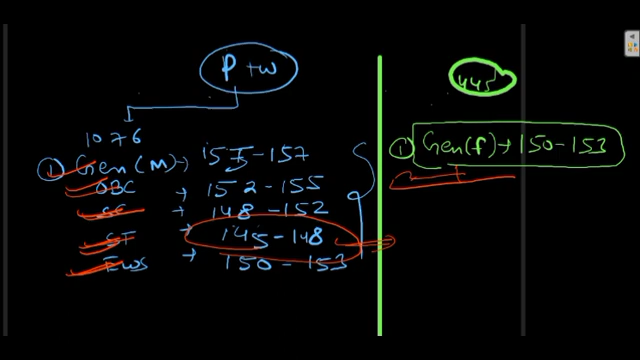 P + W
1076
① Gen (M) → 155 - 157
OBC → 152 - 155
SC → 148 - 152
ST → 145 - 148
EWS → 150 - 153
445
① Gen (f) → 150 - 153